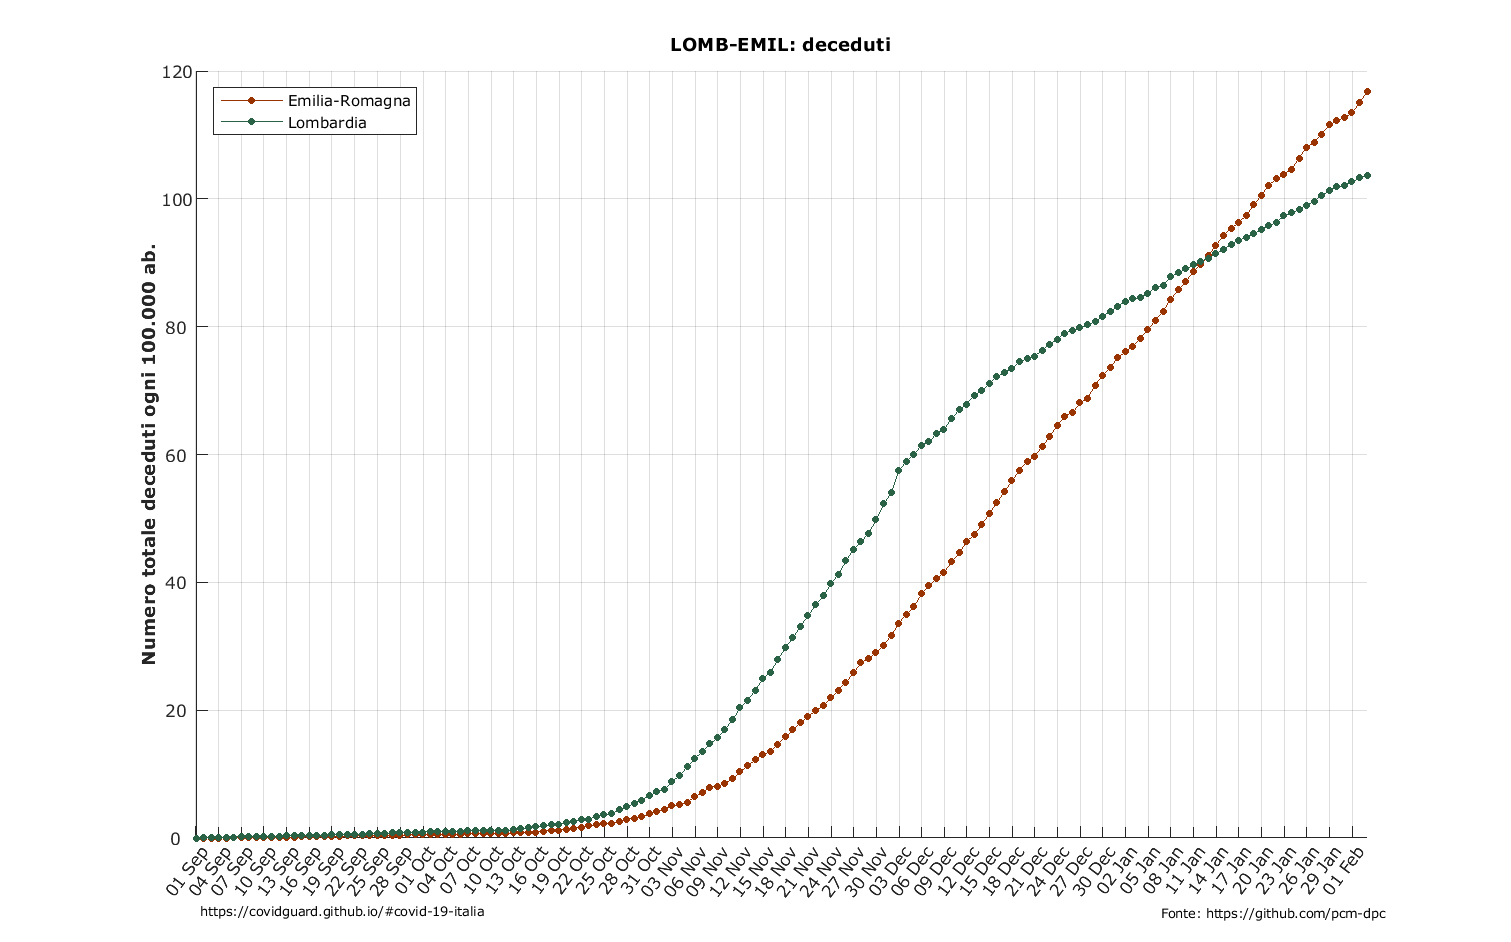 LOMB-EMIL: deceduti
120
100
80
60
40
20
0
Numero totale deceduti ogni 100.000 ab.
Emilia-Romagna
Lombardia
01 Sep
04 Sep
07 Sep
10 Sep
13 Sep
16 Sep
19 Sep
22 Sep
25 Sep
28 Sep
01 Oct
04 Oct
07 Oct
10 Oct
13 Oct
16 Oct
19 Oct
22 Oct
25 Oct
28 Oct
31 Oct
03 Nov
06 Nov
09 Nov
12 Nov
15 Nov
18 Nov
21 Nov
24 Nov
27 Nov
30 Nov
03 Dec
06 Dec
09 Dec
12 Dec
15 Dec
18 Dec
21 Dec
24 Dec
27 Dec
30 Dec
02 Jan
05 Jan
08 Jan
11 Jan
14 Jan
17 Jan
20 Jan
23 Jan
26 Jan
29 Jan
01 Feb
https://covidguard.github.io/#covid-19-italia
Fonte: https://github.com/pcm-dpc